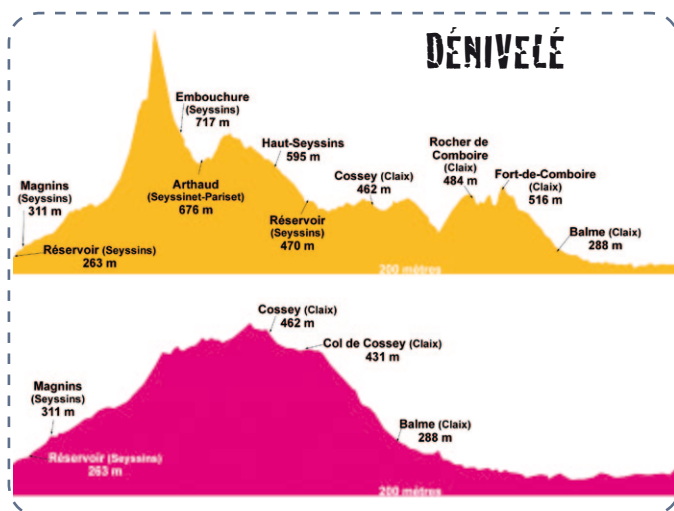 DÉNIVELÉ
Embouchure
(Seyssins)
717 m
Haut-Seyssins
595 m
Rocher de
Comboire
(Claix)
484 m
Fort-de-Comboire
(Claix)
516 m
Cossey (Claix)
462 m
Magnins
(Seyssins)
311 m
Arthaud
(Seyssinet-Pariset)
676 m
Réservoir
(Seyssins)
470 m
Balme (Claix)
288 m
Réservoir (Seyssins)
263 m
200 mètres
Cossey (Claix)
462 m
Col de Cossey (Claix)
431 m
Magnins
(Seyssins)
311 m
Balme (Claix)
288 m
Réservoir (Seyssins)
263 m
200 mètres